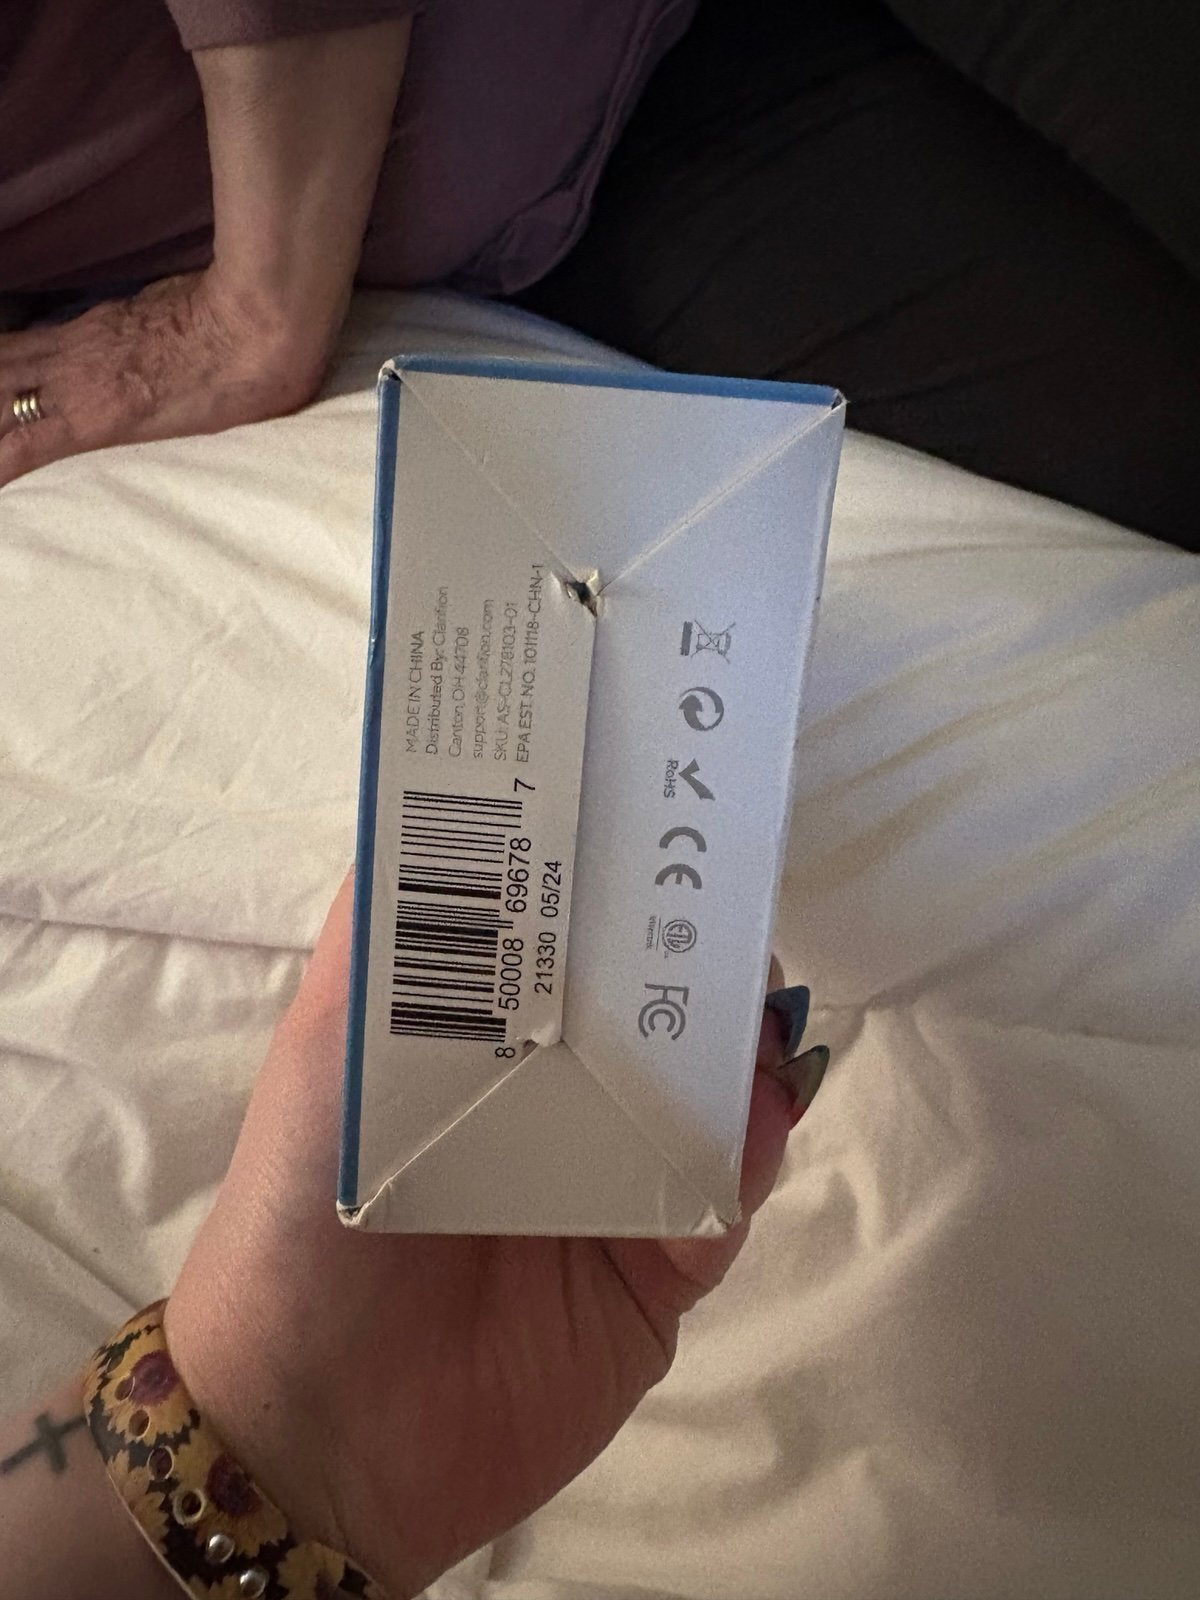 MADE IN CHINA
Distributed By: Clarifion
Canton, OH 44708
support@clarifion.com
SKU: AS-CL278103-01
EPA EST NO. 101118-CHN-1
8 50008 69678 7
21330 05/24
RoHS
CE
FC